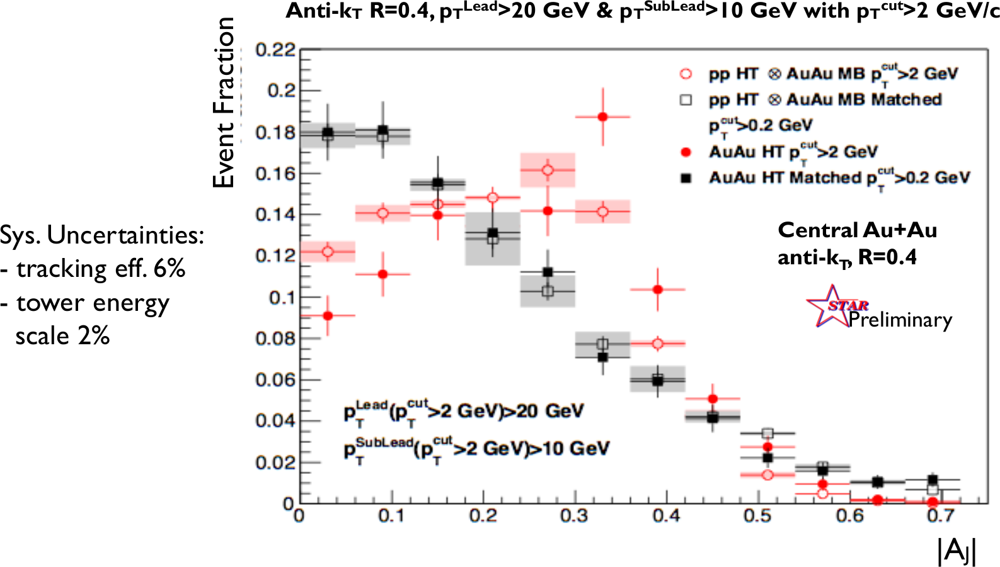 Anti-kT R=0.4, pTLead>20 GeV & pTSubLead>10 GeV with pTcut>2 GeV/c
Event Fraction
0.22
0.2
0.18
0.16
0.14
0.12
0.1
0.08
0.06
0.04
0.02
0
pp HT ⊗ AuAu MB pTcut>2 GeV
pp HT ⊗ AuAu MB Matched
pTcut>0.2 GeV
AuAu HT pTcut>2 GeV
AuAu HT Matched pTcut>0.2 GeV
Sys. Uncertainties:
- tracking eff. 6%
- tower energy
scale 2%
Central Au+Au
anti-kT, R=0.4
STAR
Preliminary
pTLead(pTcut>2 GeV)>20 GeV
pTSubLead(pTcut>2 GeV)>10 GeV
0 0.1 0.2 0.3 0.4 0.5 0.6 0.7
|AJ|